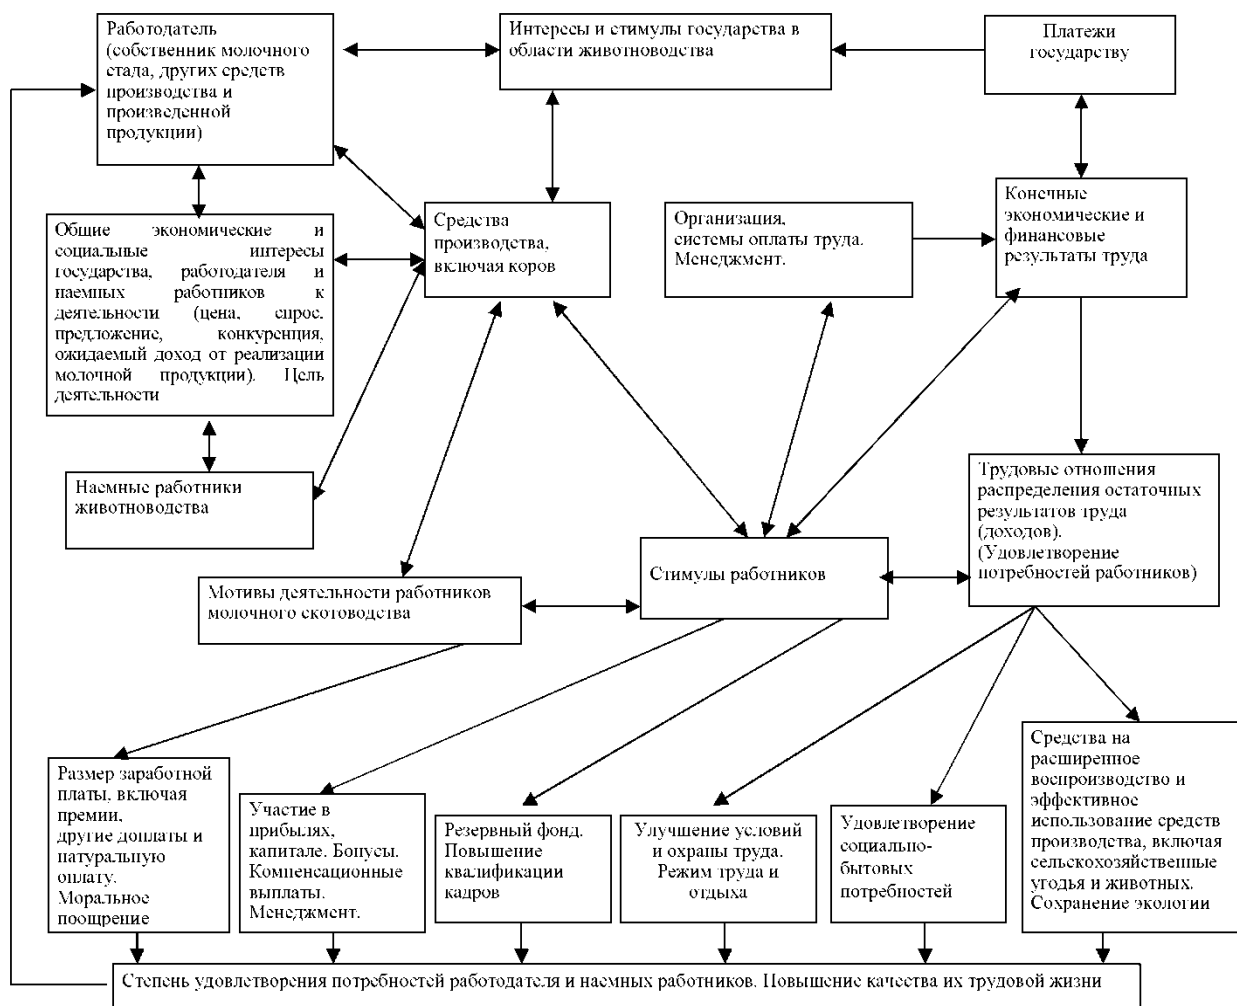 Работодатель
(собственник молочного
стада, других средств
производства и
произведенной
продукции)
Интересы и стимулы государства в
области животноводства
Платежи
государству
Общие экономические и
социальные интересы
государства, работодателя и
наемных работников к
деятельности (цена, спрос,
предложение, конкуренция,
ожидаемый доход от реализации
молочной продукции). Цель
деятельности
Средства
производства,
включая коров
Организация,
системы оплаты труда.
Менеджмент.
Конечные
экономические и
финансовые
результаты труда
Наемные работники
животноводства
Трудовые отношения
распределения остаточных
результатов труда
(доходов).
(Удовлетворение
потребностей работников)
Мотивы деятельности работников
молочного скотоводства
Стимулы работников
Размер заработной
платы, включая
премии,
другие доплаты и
натуральную
оплату.
Моральное
поощрение
Участие в
прибылях,
капитале. Бонусы.
Компенсационные
выплаты.
Менеджмент.
Резервный фонд.
Повышение
квалификации
кадров
Улучшение условий
и охраны труда.
Режим труда и
отдыха
Удовлетворение
социально-
бытовых
потребностей
Средства на
расширенное
воспроизводство и
эффективное
использование средств
производства, включая
сельскохозяйственные
угодья и животных.
Сохранение экологии
Степень удовлетворения потребностей работодателя и наемных работников. Повышение качества их трудовой жизни